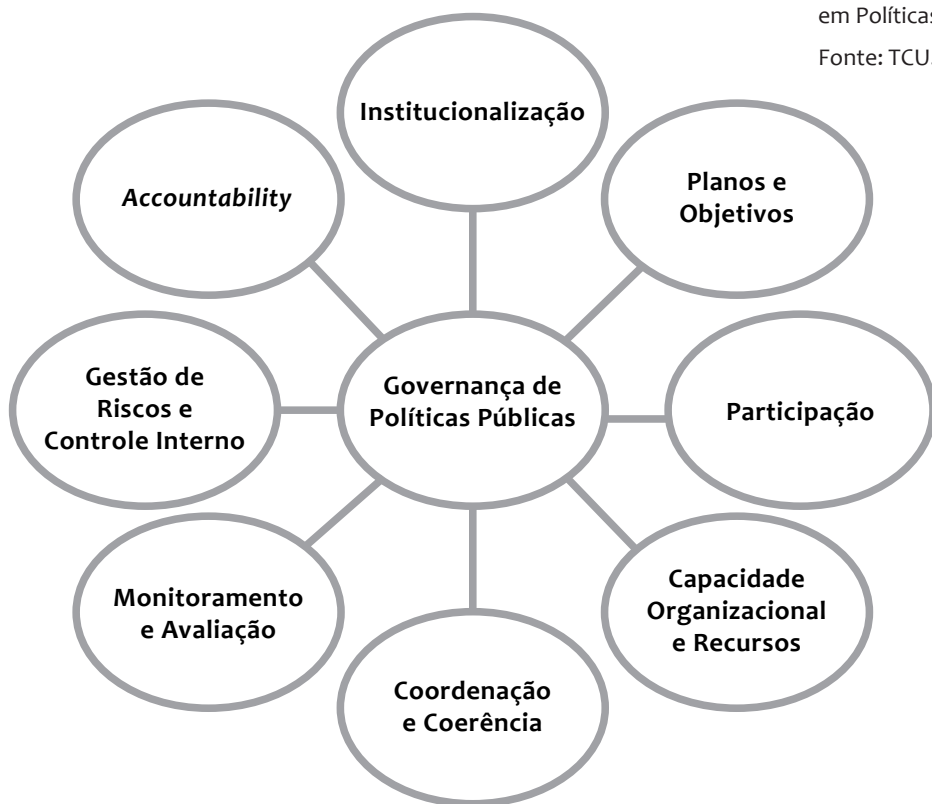 em Políticas
Fonte: TCU.
Institucionalização
Planos e
Objetivos
Participação
Capacidade
Organizacional
e Recursos
Coordenação
e Coerência
Monitoramento
e Avaliação
Gestão de
Riscos e
Controle Interno
Accountability
Governança de
Políticas Públicas